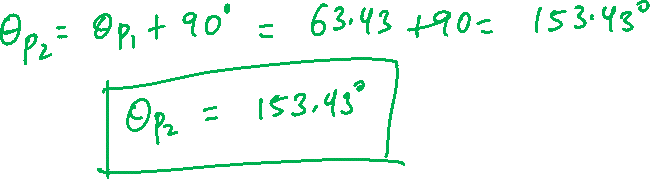 θp₂ = θp₁ + 90° = 63.43 + 90 = 153.43°
θp₂ = 153.43°